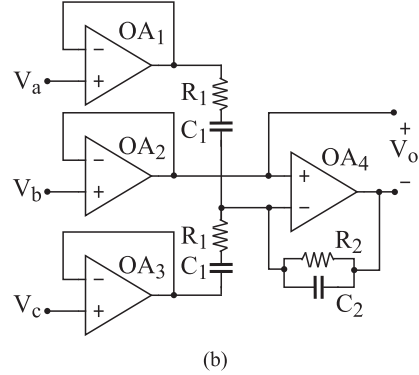 OA1
− +
Va
R1
C1
OA2
− +
Vb
+ Vo −
OA4
+ −
R1
C1
R2
C2
OA3
− +
Vc
(b)